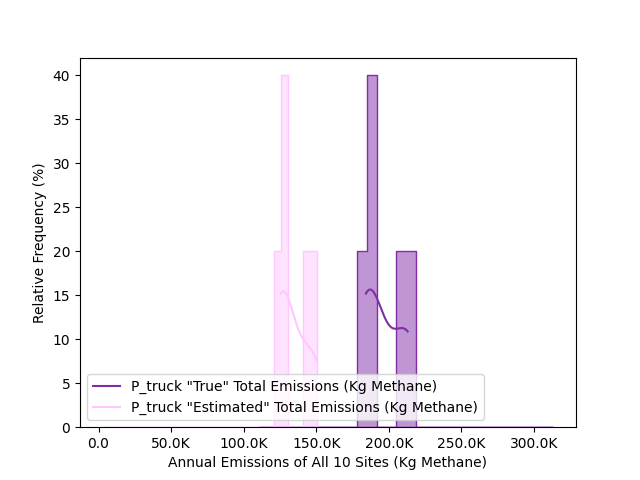 40
35
30
25
20
15
10
5
0
Relative Frequency (%)
P_truck "True" Total Emissions (Kg Methane)
P_truck "Estimated" Total Emissions (Kg Methane)
0.0 50.0K 100.0K 150.0K 200.0K 250.0K 300.0K
Annual Emissions of All 10 Sites (Kg Methane)